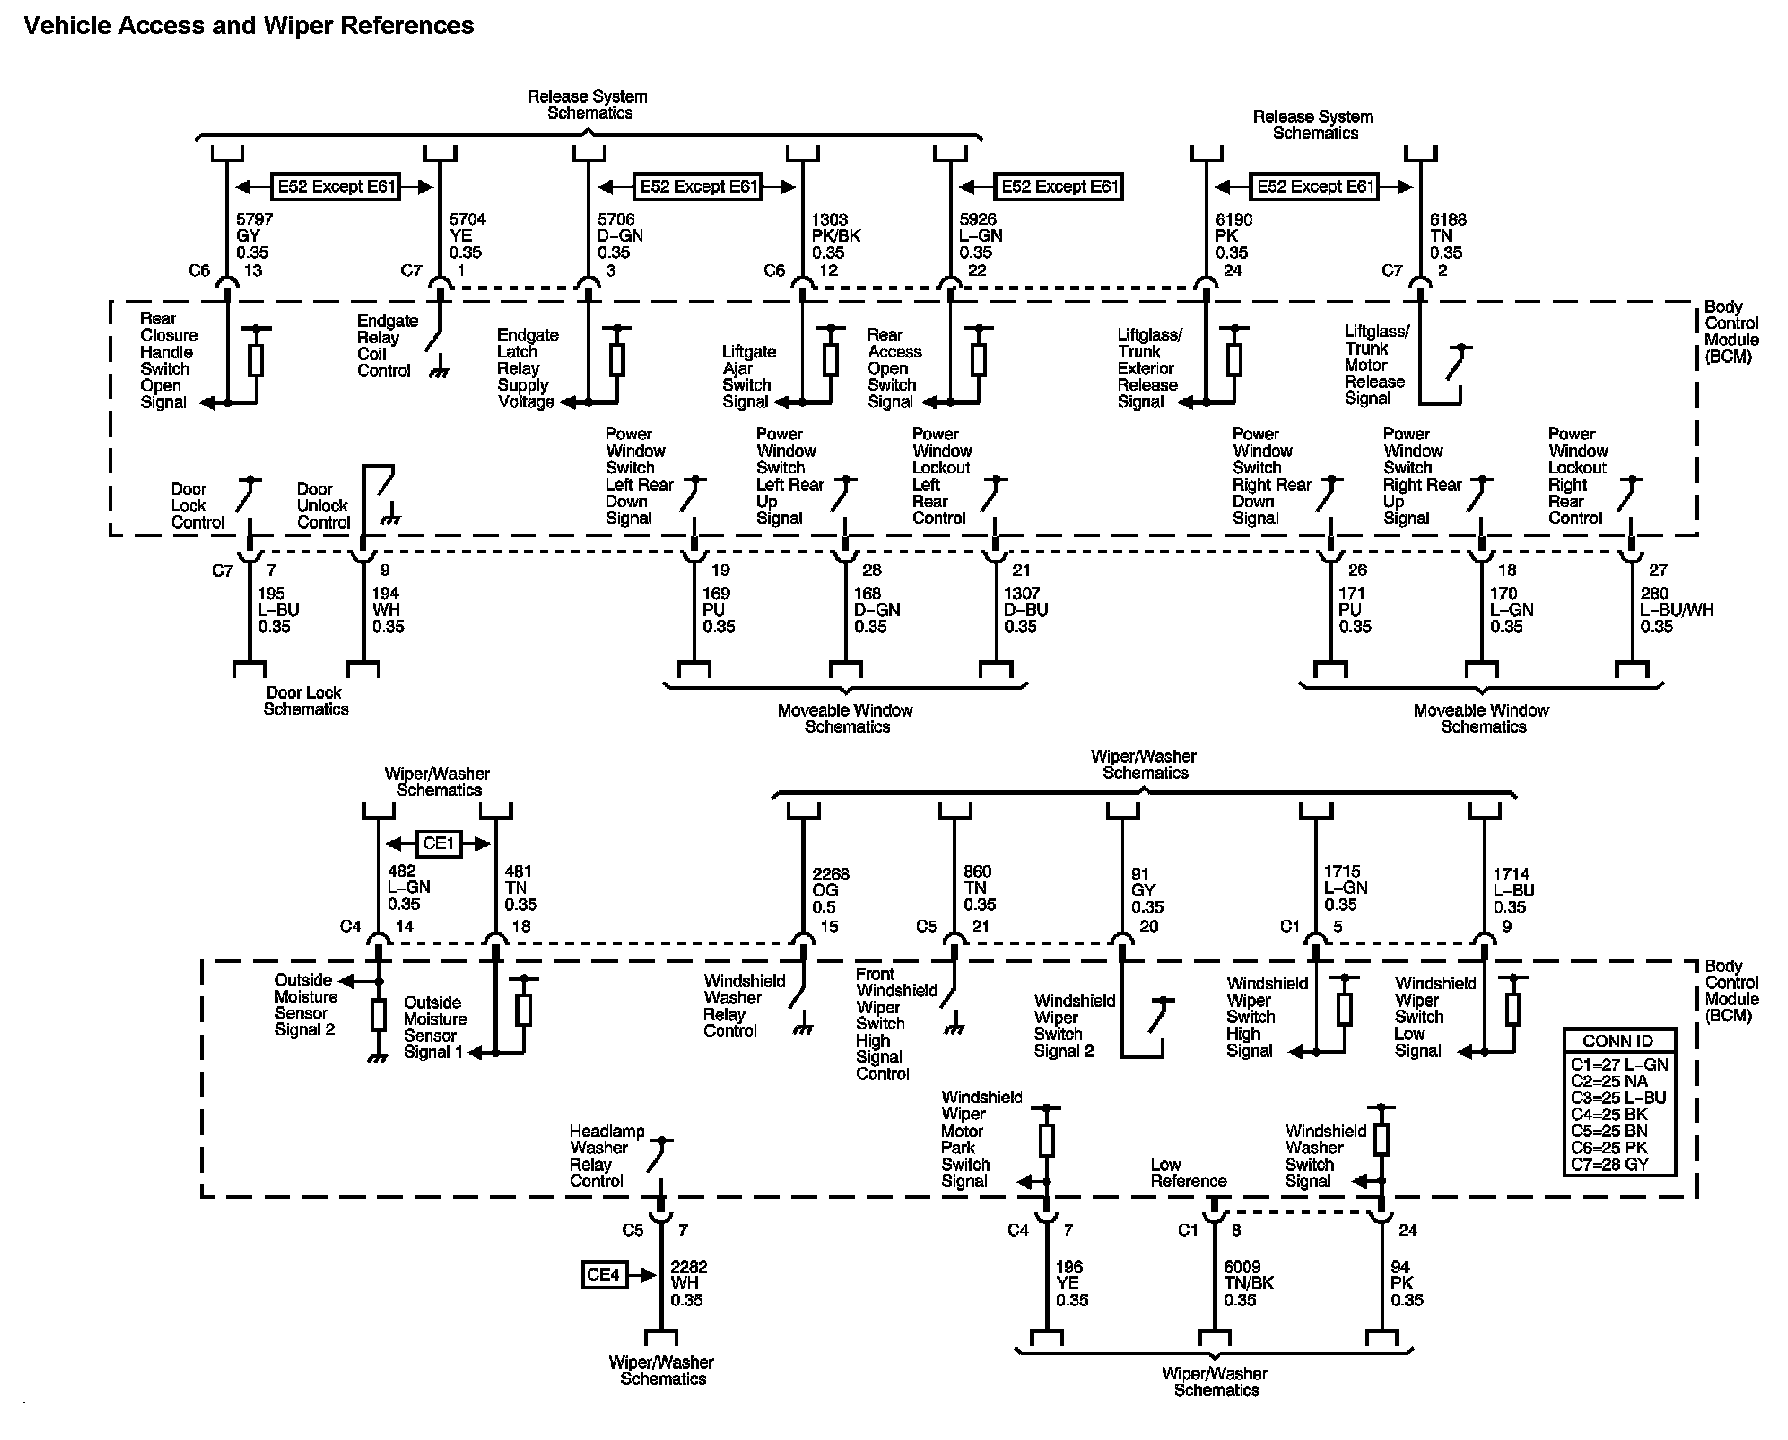 Vehicle Access and Wiper References
Release System
Schematics
Release System
Schematics
E52 Except E61
E52 Except E61
E52 Except E61
E52 Except E61
5797
GY
0.35
C6 13
5704
YE
0.35
C7 1
5706
D-GN
0.35
3
1303
PK/BK
0.35
C6 12
5926
L-GN
0.35
22
6190
PK
0.35
24
6188
TN
0.35
C7 2
Body
Control
Module
(BCM)
Rear
Closure
Handle
Switch
Open
Signal
Endgate
Relay
Coil
Control
Endgate
Latch
Relay
Supply
Voltage
Liftgate
Ajar
Switch
Signal
Rear
Access
Open
Switch
Signal
Liftglass/
Trunk
Exterior
Release
Signal
Liftglass/
Trunk
Motor
Release
Signal
Door
Lock
Control
Door
Unlock
Control
Power
Window
Switch
Left Rear
Down
Signal
Power
Window
Switch
Left Rear
Up
Signal
Power
Window
Lockout
Left
Rear
Control
Power
Window
Switch
Right Rear
Down
Signal
Power
Window
Switch
Right Rear
Up
Signal
Power
Window
Lockout
Right
Rear
Control
C7 7
195
L-BU
0.35
9
194
WH
0.35
19
169
PU
0.35
28
168
D-GN
0.35
21
1307
D-BU
0.35
26
171
PU
0.35
18
170
L-GN
0.35
27
280
L-BU/WH
0.35
Door Lock
Schematics
Moveable Window
Schematics
Moveable Window
Schematics
Wiper/Washer
Schematics
Wiper/Washer
Schematics
CE1
482
L-GN
0.35
C4 14
481
TN
0.35
18
2268
OG
0.5
15
860
TN
0.35
C5 21
91
GY
0.35
20
1715
L-GN
0.35
C1 5
1714
L-BU
0.35
9
Body
Control
Module
(BCM)
Outside
Moisture
Sensor
Signal 2
Outside
Moisture
Sensor
Signal 1
Windshield
Washer
Relay
Control
Front
Windshield
Wiper
Switch
High
Signal
Control
Windshield
Wiper
Switch
Signal 2
Windshield
Wiper
Switch
High
Signal
Windshield
Wiper
Switch
Low
Signal
CONN ID
C1=27 L-GN
C2=25 NA
C3=25 L-BU
C4=25 BK
C5=25 BN
C6=25 PK
C7=28 GY
Headlamp
Washer
Relay
Control
Windshield
Wiper
Motor
Park
Switch
Signal
Low
Reference
Windshield
Washer
Switch
Signal
C5 7
CE4
2282
WH
0.35
C4 7
196
YE
0.35
C1 8
6009
TN/BK
0.35
24
94
PK
0.35
Wiper/Washer
Schematics
Wiper/Washer
Schematics